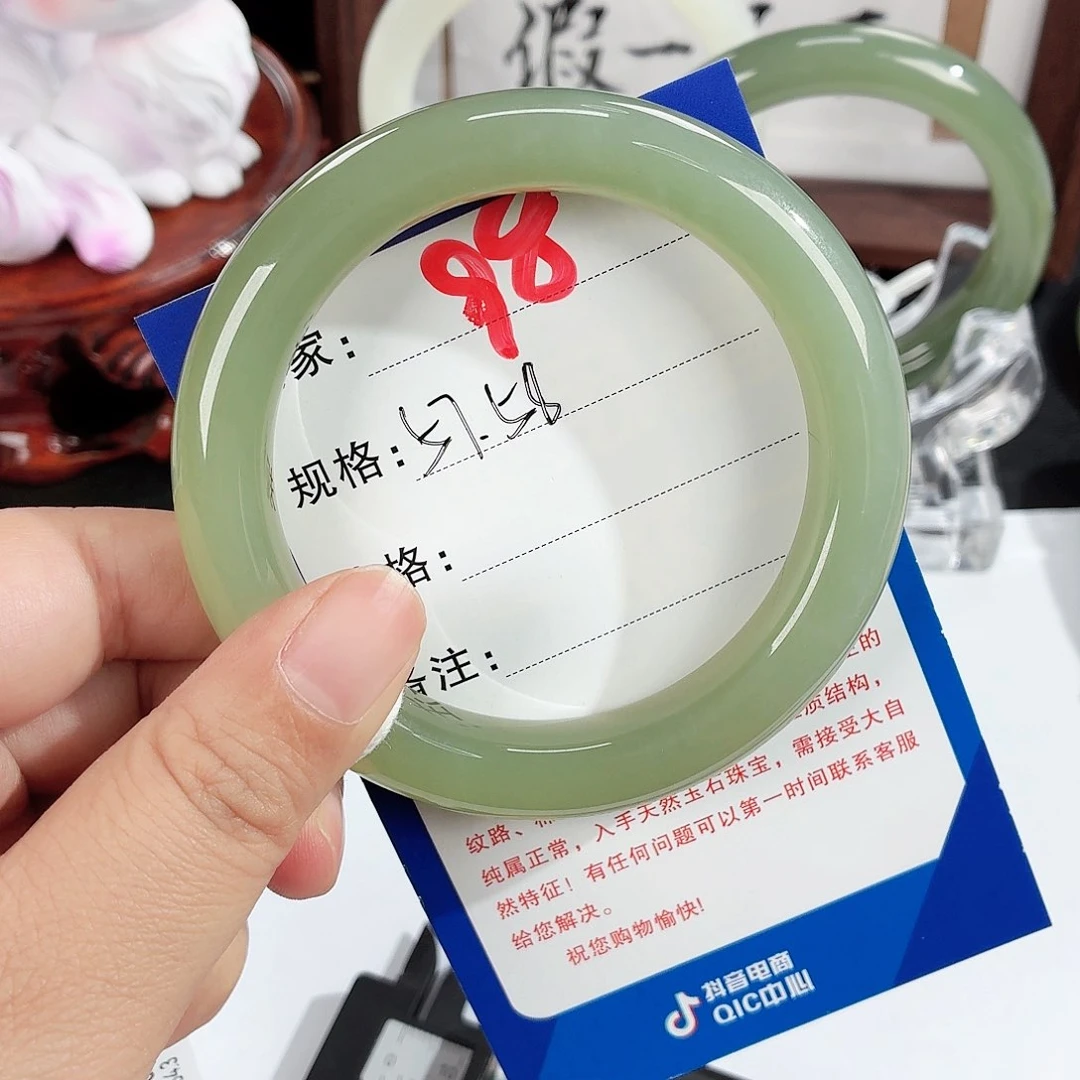 假一
98
家：
规格：57.58
格：
备注：
的
质结构，
纹路、 需接受大自
纯属正常，入手天然玉石珠宝，
然特征！有任何问题可以第一时间联系客服
给您解决。
祝您购物愉快！
抖音电商
QIC中心